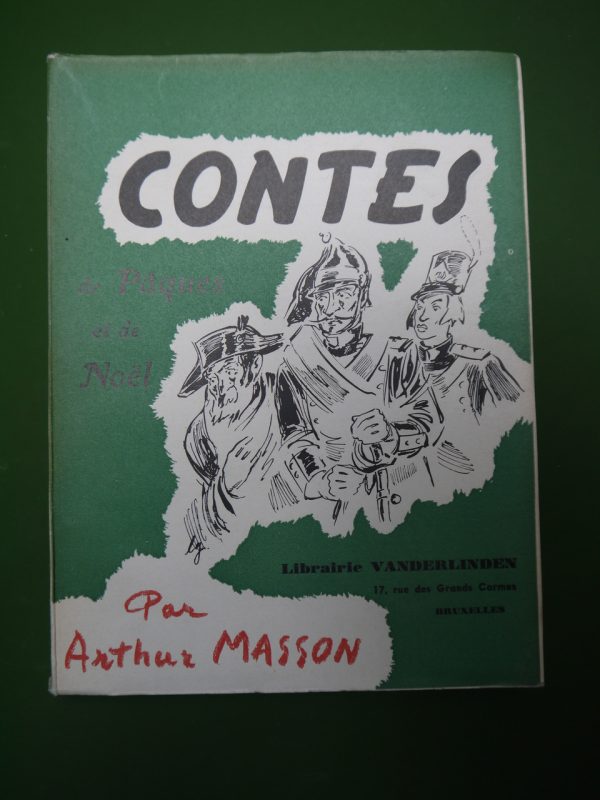 CONTES
de Pâques
et de
Noël
Librairie VANDERLINDEN
17, rue des Grands Carmes
BRUXELLES
Par
Arthur MASSON